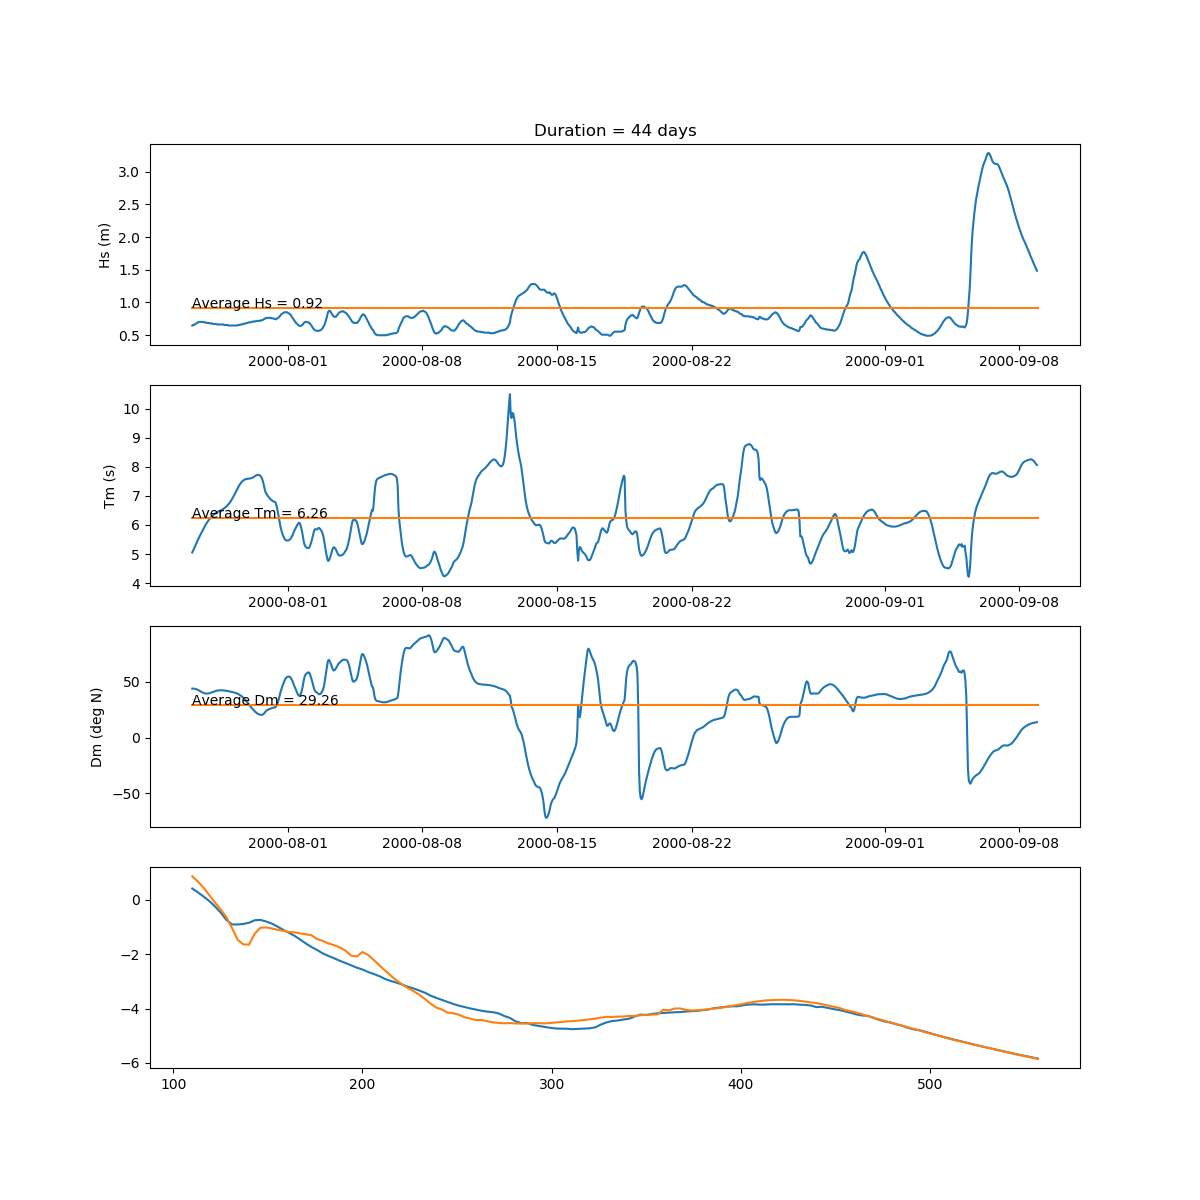 Duration = 44 days
Hs (m)
3.0
2.5
2.0
1.5
1.0
0.5
Average Hs = 0.92
2000-08-01 2000-08-08 2000-08-15 2000-08-22 2000-09-01 2000-09-08
Tm (s)
10
9
8
7
6
5
4
Average Tm = 6.26
2000-08-01 2000-08-08 2000-08-15 2000-08-22 2000-09-01 2000-09-08
Dm (deg N)
50
0
−50
Average Dm = 29.26
2000-08-01 2000-08-08 2000-08-15 2000-08-22 2000-09-01 2000-09-08
0
−2
−4
−6
100 200 300 400 500